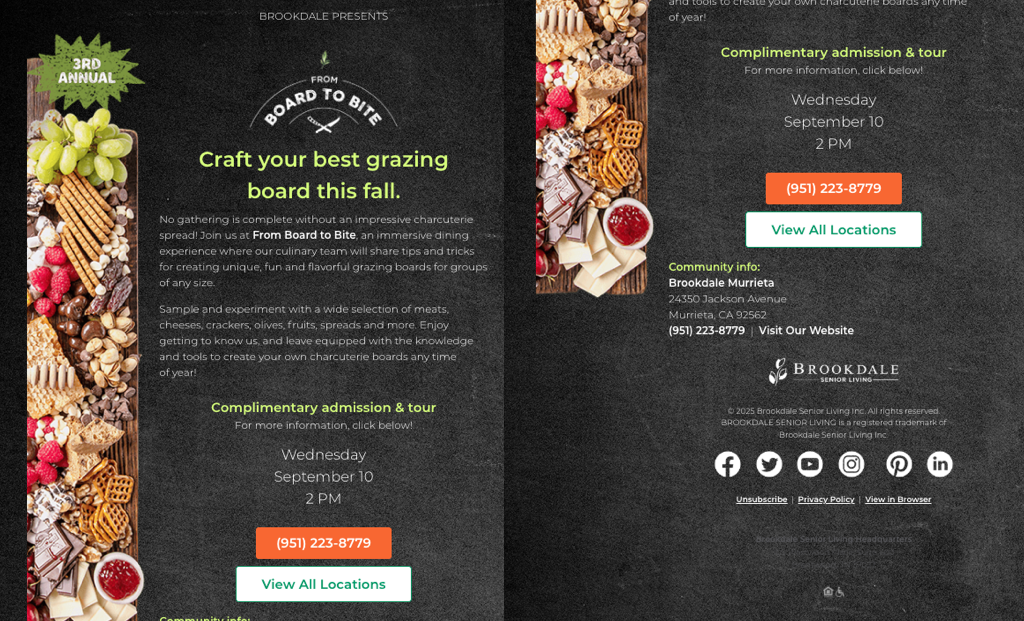 BROOKDALE PRESENTS
3RD
ANNUAL
FROM
BOARD TO BITE
Craft your best grazing
board this fall.
No gathering is complete without an impressive charcuterie
spread! Join us at From Board to Bite, an immersive dining
experience where our culinary team will share tips and tricks
for creating unique, fun and flavorful grazing boards for groups
of any size.
Sample and experiment with a wide selection of meats,
cheeses, crackers, olives, fruits, spreads and more. Enjoy
getting to know us, and leave equipped with the knowledge
and tools to create your own charcuterie boards any time
of year!
Complimentary admission & tour
For more information, click below!
Wednesday
September 10
2 PM
(951) 223-8779
View All Locations
Community info:
and tools to create your own charcuterie boards any time
of year!
Complimentary admission & tour
For more information, click below!
Wednesday
September 10
2 PM
(951) 223-8779
View All Locations
Community info:
Brookdale Murrieta
24350 Jackson Avenue
Murrieta, CA 92562
(951) 223-8779 | Visit Our Website
BROOKDALE
SENIOR LIVING
© 2025 Brookdale Senior Living Inc. All rights reserved.
BROOKDALE SENIOR LIVING is a registered trademark of
Brookdale Senior Living Inc.
Unsubscribe | Privacy Policy | View in Browser
Brookdale Senior Living Headquarters